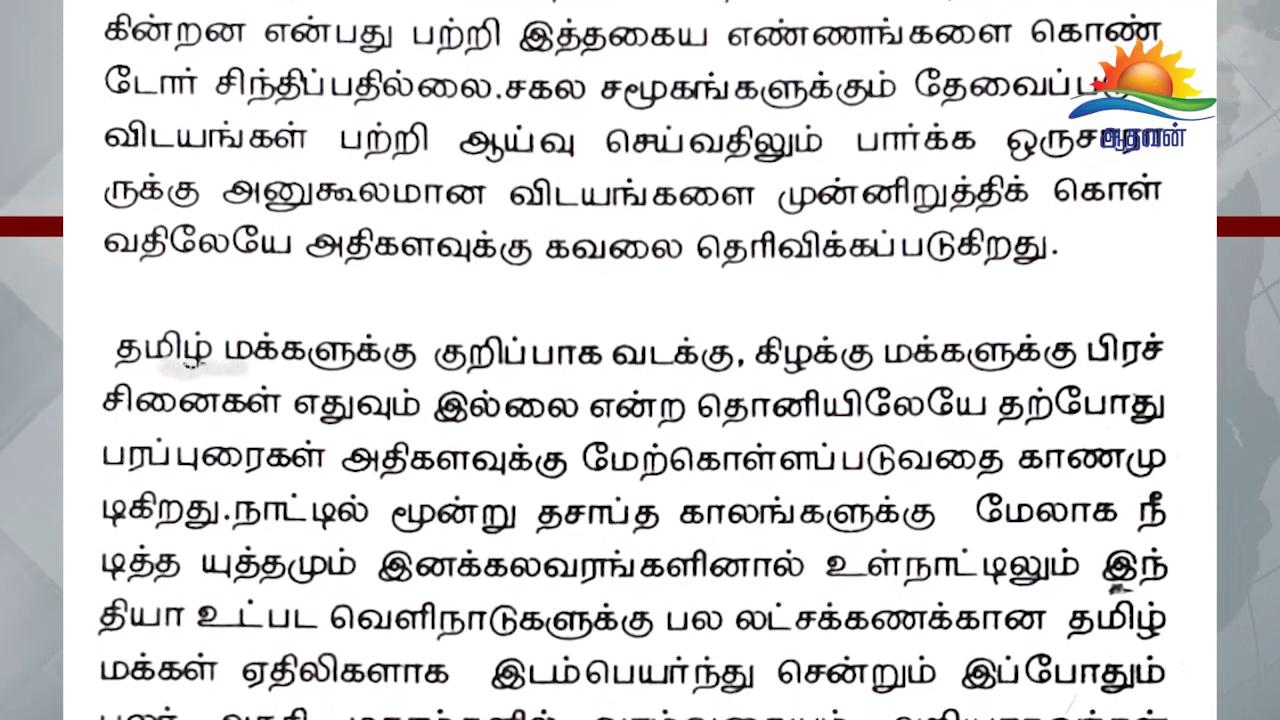 கின்றன என்பது பற்றி இத்தகைய எண்ணங்களை கொண்
டோர் சிந்திப்பதில்லை.சகல சமூகங்களுக்கும்
விடயங்கள் பற்றி ஆய்வு செய்வதிலும் பார்க்க
ஆதவன்
ருக்கு அனுகூலமான விடயங்களை முன்னிறுத்திக் கொள்
வதிலேயே அதிகளவுக்கு கவலை தெரிவிக்கப்படுகிறது.
தமிழ் மக்களுக்கு குறிப்பாக வடக்கு, கிழக்கு மக்களுக்கு பிரச்
சினைகள் எதுவும் இல்லை என்ற தொனியிலேயே தற்போது
பரப்புரைகள் அதிகளவுக்கு மேற்கொள்ளப்படுவதை காணமு
டிகிறது.நாட்டில் மூன்று தசாப்த காலங்களுக்கு மேலாக நீ
டித்த யுத்தமும் இனக்கலவரங்களினால் உள்நாட்டிலும் இந்
தியா உட்பட வெளிநாடுகளுக்கு பல லட்சக்கணக்கான தமிழ்
மக்கள் ஏதிலிகளாக இடம்பெயர்ந்து சென்றும் இப்போதும்